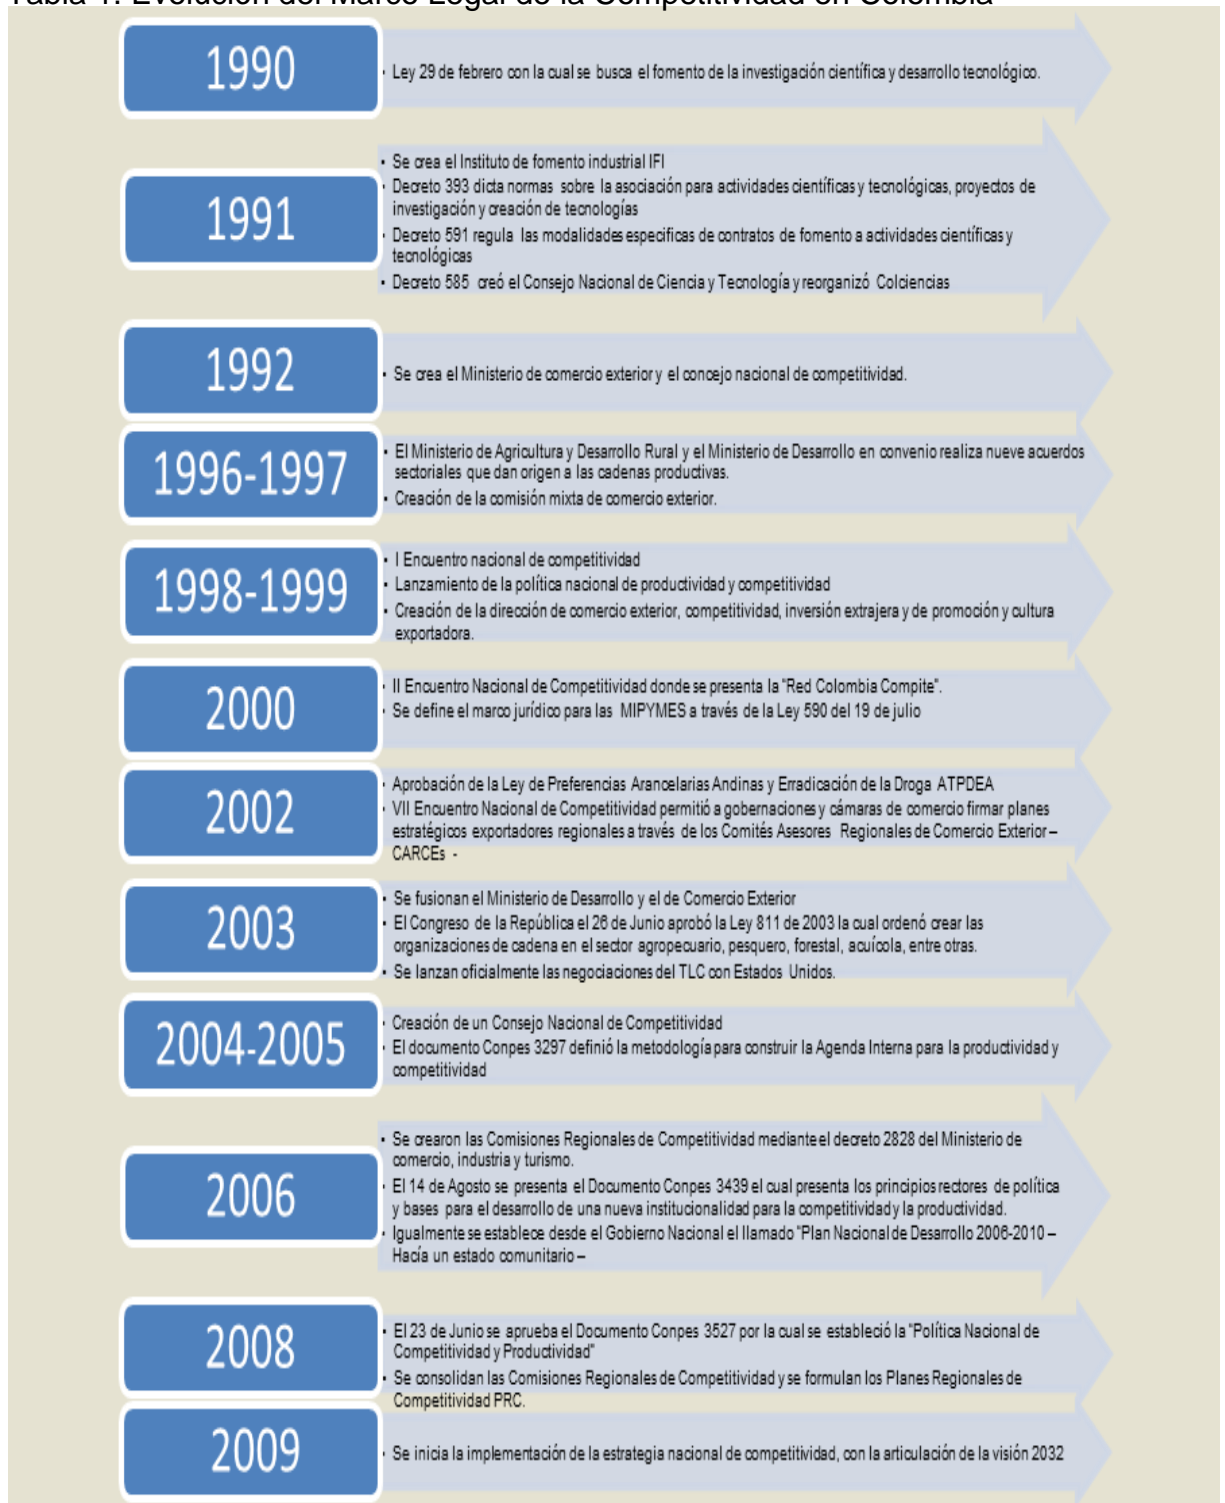 Tabla 1. Evolución del Marco Legal de la Competitividad en Colombia
1990
• Ley 29 de febrero con la cual se busca el fomento de la investigación científica y desarrollo tecnológico.
1991
• Se crea el Instituto de fomento industrial IFI
• Decreto 393 dicta normas sobre la asociación para actividades científicas y tecnológicas, proyectos de
investigación y creación de tecnologías
• Decreto 591 regula las modalidades especificas de contratos de fomento a actividades científicas y
tecnológicas
• Decreto 585 creó el Consejo Nacional de Ciencia y Tecnología y reorganizó Colciencias
1992
• Se crea el Ministerio de comercio exterior y el concejo nacional de competitividad.
1996-1997
• El Ministerio de Agricultura y Desarrollo Rural y el Ministerio de Desarrollo en convenio realiza nueve acuerdos
sectoriales que dan origen a las cadenas productivas.
• Creación de la comisión mixta de comercio exterior.
1998-1999
• I Encuentro nacional de competitividad
• Lanzamiento de la política nacional de productividad y competitividad
• Creación de la dirección de comercio exterior, competitividad, inversión extrajera y de promoción y cultura
exportadora.
2000
• II Encuentro Nacional de Competitividad donde se presenta la "Red Colombia Compite".
• Se define el marco jurídico para las MIPYMES a través de la Ley 590 del 19 de julio
2002
• Aprobación de la Ley de Preferencias Arancelarias Andinas y Erradicación de la Droga ATPDEA
• VII Encuentro Nacional de Competitividad permitió a gobernaciones y cámaras de comercio firmar planes
estratégicos exportadores regionales a través de los Comités Asesores Regionales de Comercio Exterior –
CARCEs -
2003
• Se fusionan el Ministerio de Desarrollo y el de Comercio Exterior
• El Congreso de la República el 26 de Junio aprobó la Ley 811 de 2003 la cual ordenó crear las
organizaciones de cadena en el sector agropecuario, pesquero, forestal, acuícola, entre otras.
• Se lanzan oficialmente las negociaciones del TLC con Estados Unidos.
2004-2005
• Creación de un Consejo Nacional de Competitividad
• El documento Conpes 3297 definió la metodología para construir la Agenda Interna para la productividad y
competitividad
2006
• Se crearon las Comisiones Regionales de Competitividad mediante el decreto 2828 del Ministerio de
comercio, industria y turismo.
• El 14 de Agosto se presenta el Documento Conpes 3439 el cual presenta los principios rectores de política
y bases para el desarrollo de una nueva institucionalidad para la competitividad y la productividad.
• Igualmente se establece desde el Gobierno Nacional el llamado "Plan Nacional de Desarrollo 2006-2010 –
Hacía un estado comunitario –
2008
• El 23 de Junio se aprueba el Documento Conpes 3527 por la cual se estableció la "Política Nacional de
Competitividad y Productividad"
• Se consolidan las Comisiones Regionales de Competitividad y se formulan los Planes Regionales de
Competitividad PRC.
2009
• Se inicia la implementación de la estrategia nacional de competitividad, con la articulación de la visión 2032